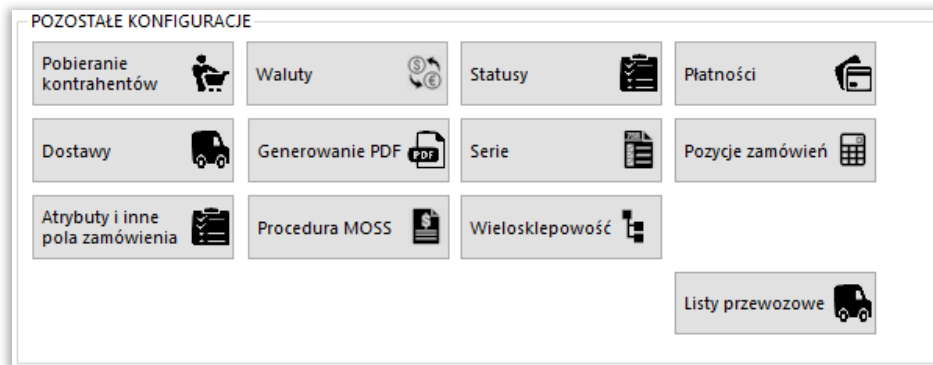 POZOSTAŁE KONFIGURACJE
Pobieranie
kontrahentów
Waluty
Statusy
Płatności
Dostawy
Generowanie PDF
PDF
Serie
Pozycje zamówień
Atrybuty i inne
pola zamówienia
Procedura MOSS
Wielosklepowość
Listy przewozowe